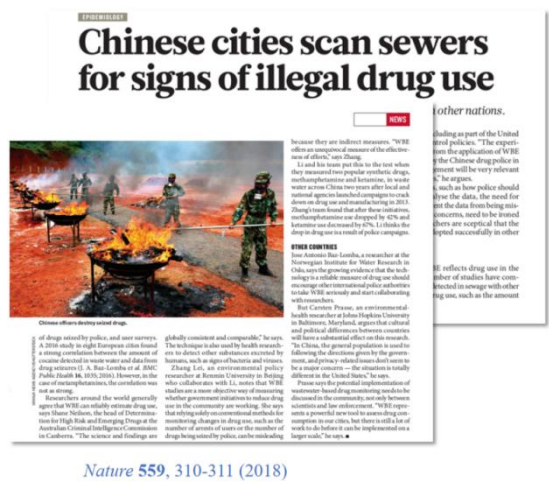 EPIDEMIOLOGY
Chinese cities scan sewers
for signs of illegal drug use
other nations.
NEWS
Chinese officers destroy seized drugs.
of drugs seized by police, and user surveys.
A 2016 study in eight European cities found
a strong correlation between the amount of
cocaine detected in waste water and data from
drug seizures (J. A. Baz-Lomba et al. BMC
Public Health 16, 1035; 2016). However, in the
case of metamphetamines, the correlation was
not as strong.
Researchers around the world generally
agree that WBE can reliably estimate drug use,
says Shane Neilson, the head of Determina-
tion for High Risk and Emerging Drugs at the
Australian Criminal Intelligence Commission
in Canberra. "The science and findings are
globally consistent and comparable," he says.
The technique is also used by health research-
ers to detect other substances excreted by
humans, such as signs of bacteria and viruses.
Zhang Lei, an environmental policy
researcher at Renmin University in Beijing
who collaborates with Li, notes that WBE
studies are a more objective way of measuring
whether government initiatives to reduce drug
use in the community are working. She says
that relying solely on conventional methods for
monitoring changes in drug use, such as the
number of arrests of users or the number of
drugs being seized by police, can be misleading
because they are indirect measures. "WBE
offers an unequivocal measure of the effective-
ness of efforts," says Zhang.
Li and his team put this to the test when
they measured two popular synthetic drugs,
methamphetamine and ketamine, in waste
water across China two years after local and
national agencies launched campaigns to crack
down on drug use and manufacturing in 2013.
Zhang's team found that after these initiatives,
methamphetamine use dropped by 42% and
ketamine use decreased by 67%. Li thinks the
drop in drug use is a result of police campaigns.
OTHER COUNTRIES
Jose Antonio Baz-Lomba, a researcher at the
Norwegian Institute for Water Research in
Oslo, says the growing evidence that the tech-
nology is a reliable measure of drug use should
encourage other international police authorities
to take WBE seriously and start collaborating
with researchers.
But Carsten Prasse, an environmental-
health researcher at Johns Hopkins University
in Baltimore, Maryland, argues that cultural
and political differences between countries
will have a substantial effect on this research.
"In China, the general population is used to
following the directions given by the govern-
ment, and privacy-related issues don't seem to
be a major concern — the situation is totally
different in the United States," he says.
Prasse says the potential implementation of
wastewater-based drug monitoring needs to be
discussed in the community, not only between
scientists and law enforcement. "WBE repre-
sents a powerful new tool to assess drug con-
sumption in our cities, but there is still a lot of
work to do before it can be implemented on a
larger scale," he says. ■
cluding as part of the United
ntrol policies. "The experi-
rom the application of WBE
y the Chinese drug police in
ement will be very relevant
," he argues.
, such as how police should
alyse the data, the need for
ent the data from being mis-
concerns, need to be ironed
chers are sceptical that the
dopted successfully in other
BE reflects drug use in the
mber of studies have com-
detected in sewage with other
rug use, such as the amount
Nature 559, 310-311 (2018)